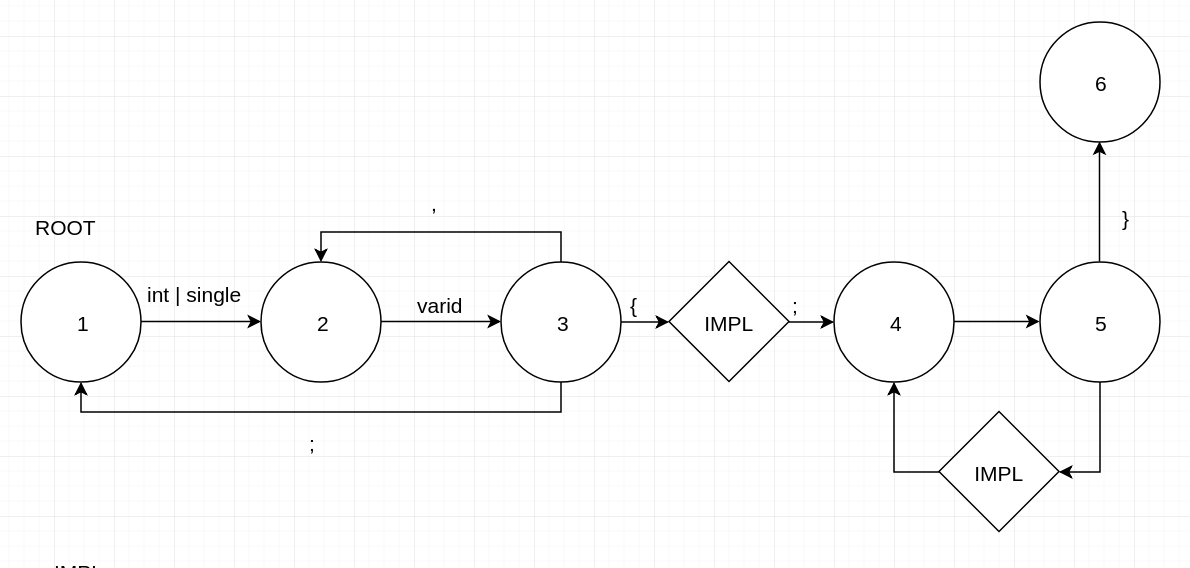 6
,
ROOT
}
int | single
varid
{
;
1
2
3
IMPL
4
5
;
IMPL